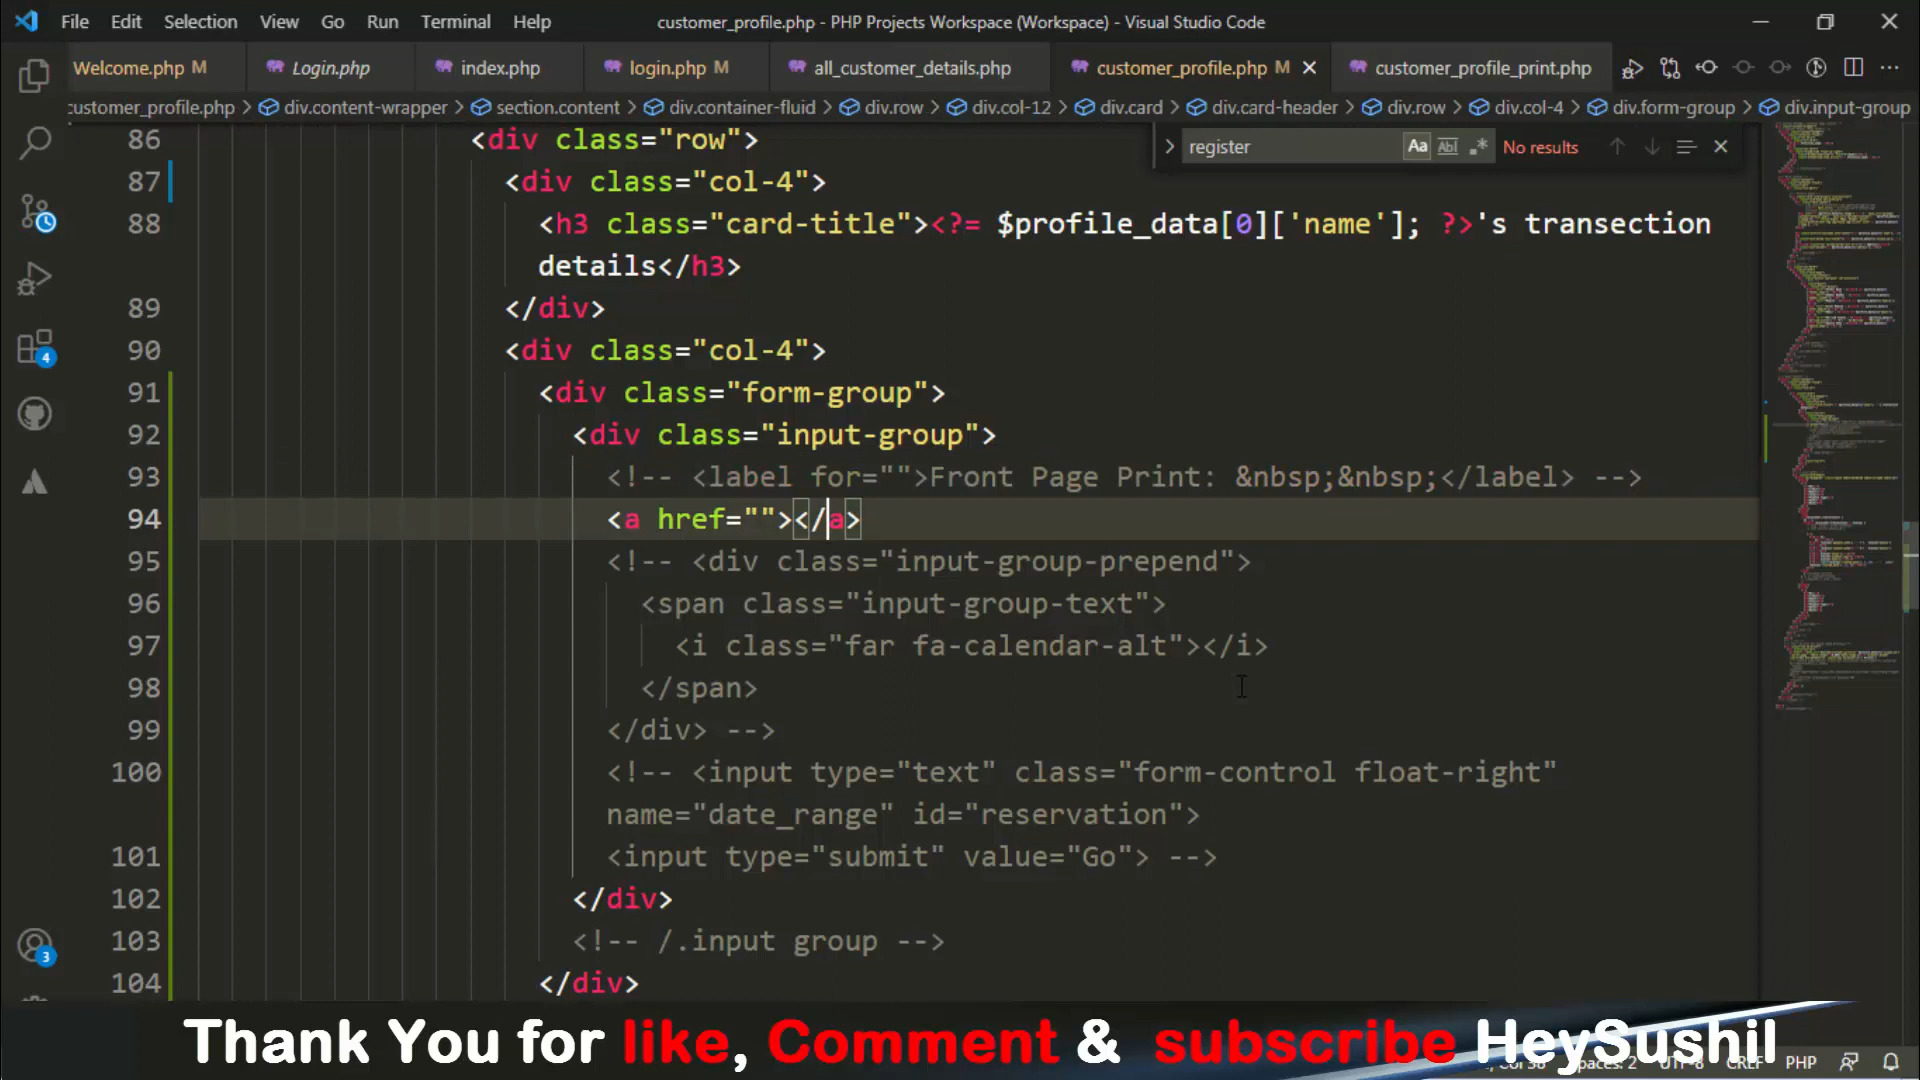 File Edit Selection View Go Run Terminal Help customer_profile.php - PHP Projects Workspace (Workspace) - Visual Studio Code
Welcome.php M Login.php index.php login.php M all_customer_details.php customer_profile.php M customer_profile_print.php
customer_profile.php > div.content-wrapper > section.content > div.container-fluid > div.row > div.col-12 > div.card > div.card-header > div.row > div.col-4 > div.form-group > div.input-group
register Aa Abl No results
86 <div class="row">
87 <div class="col-4">
88 <h3 class="card-title"><?= $profile_data[0]['name']; ?>'s transection
details</h3>
89 </div>
90 <div class="col-4">
91 <div class="form-group">
92 <div class="input-group">
93 <!-- <label for="">Front Page Print: &nbsp;&nbsp;</label> -->
94 <a href=""></a>
95 <!-- <div class="input-group-prepend">
96 <span class="input-group-text">
97 <i class="far fa-calendar-alt"></i>
98 </span>
99 </div> -->
100 <!-- <input type="text" class="form-control float-right"
name="date_range" id="reservation">
101 <input type="submit" value="Go"> -->
102 </div>
103 <!-- /.input group -->
104 </div>
4
3
Thank You for like, Comment & subscribe HeySushil
PHP